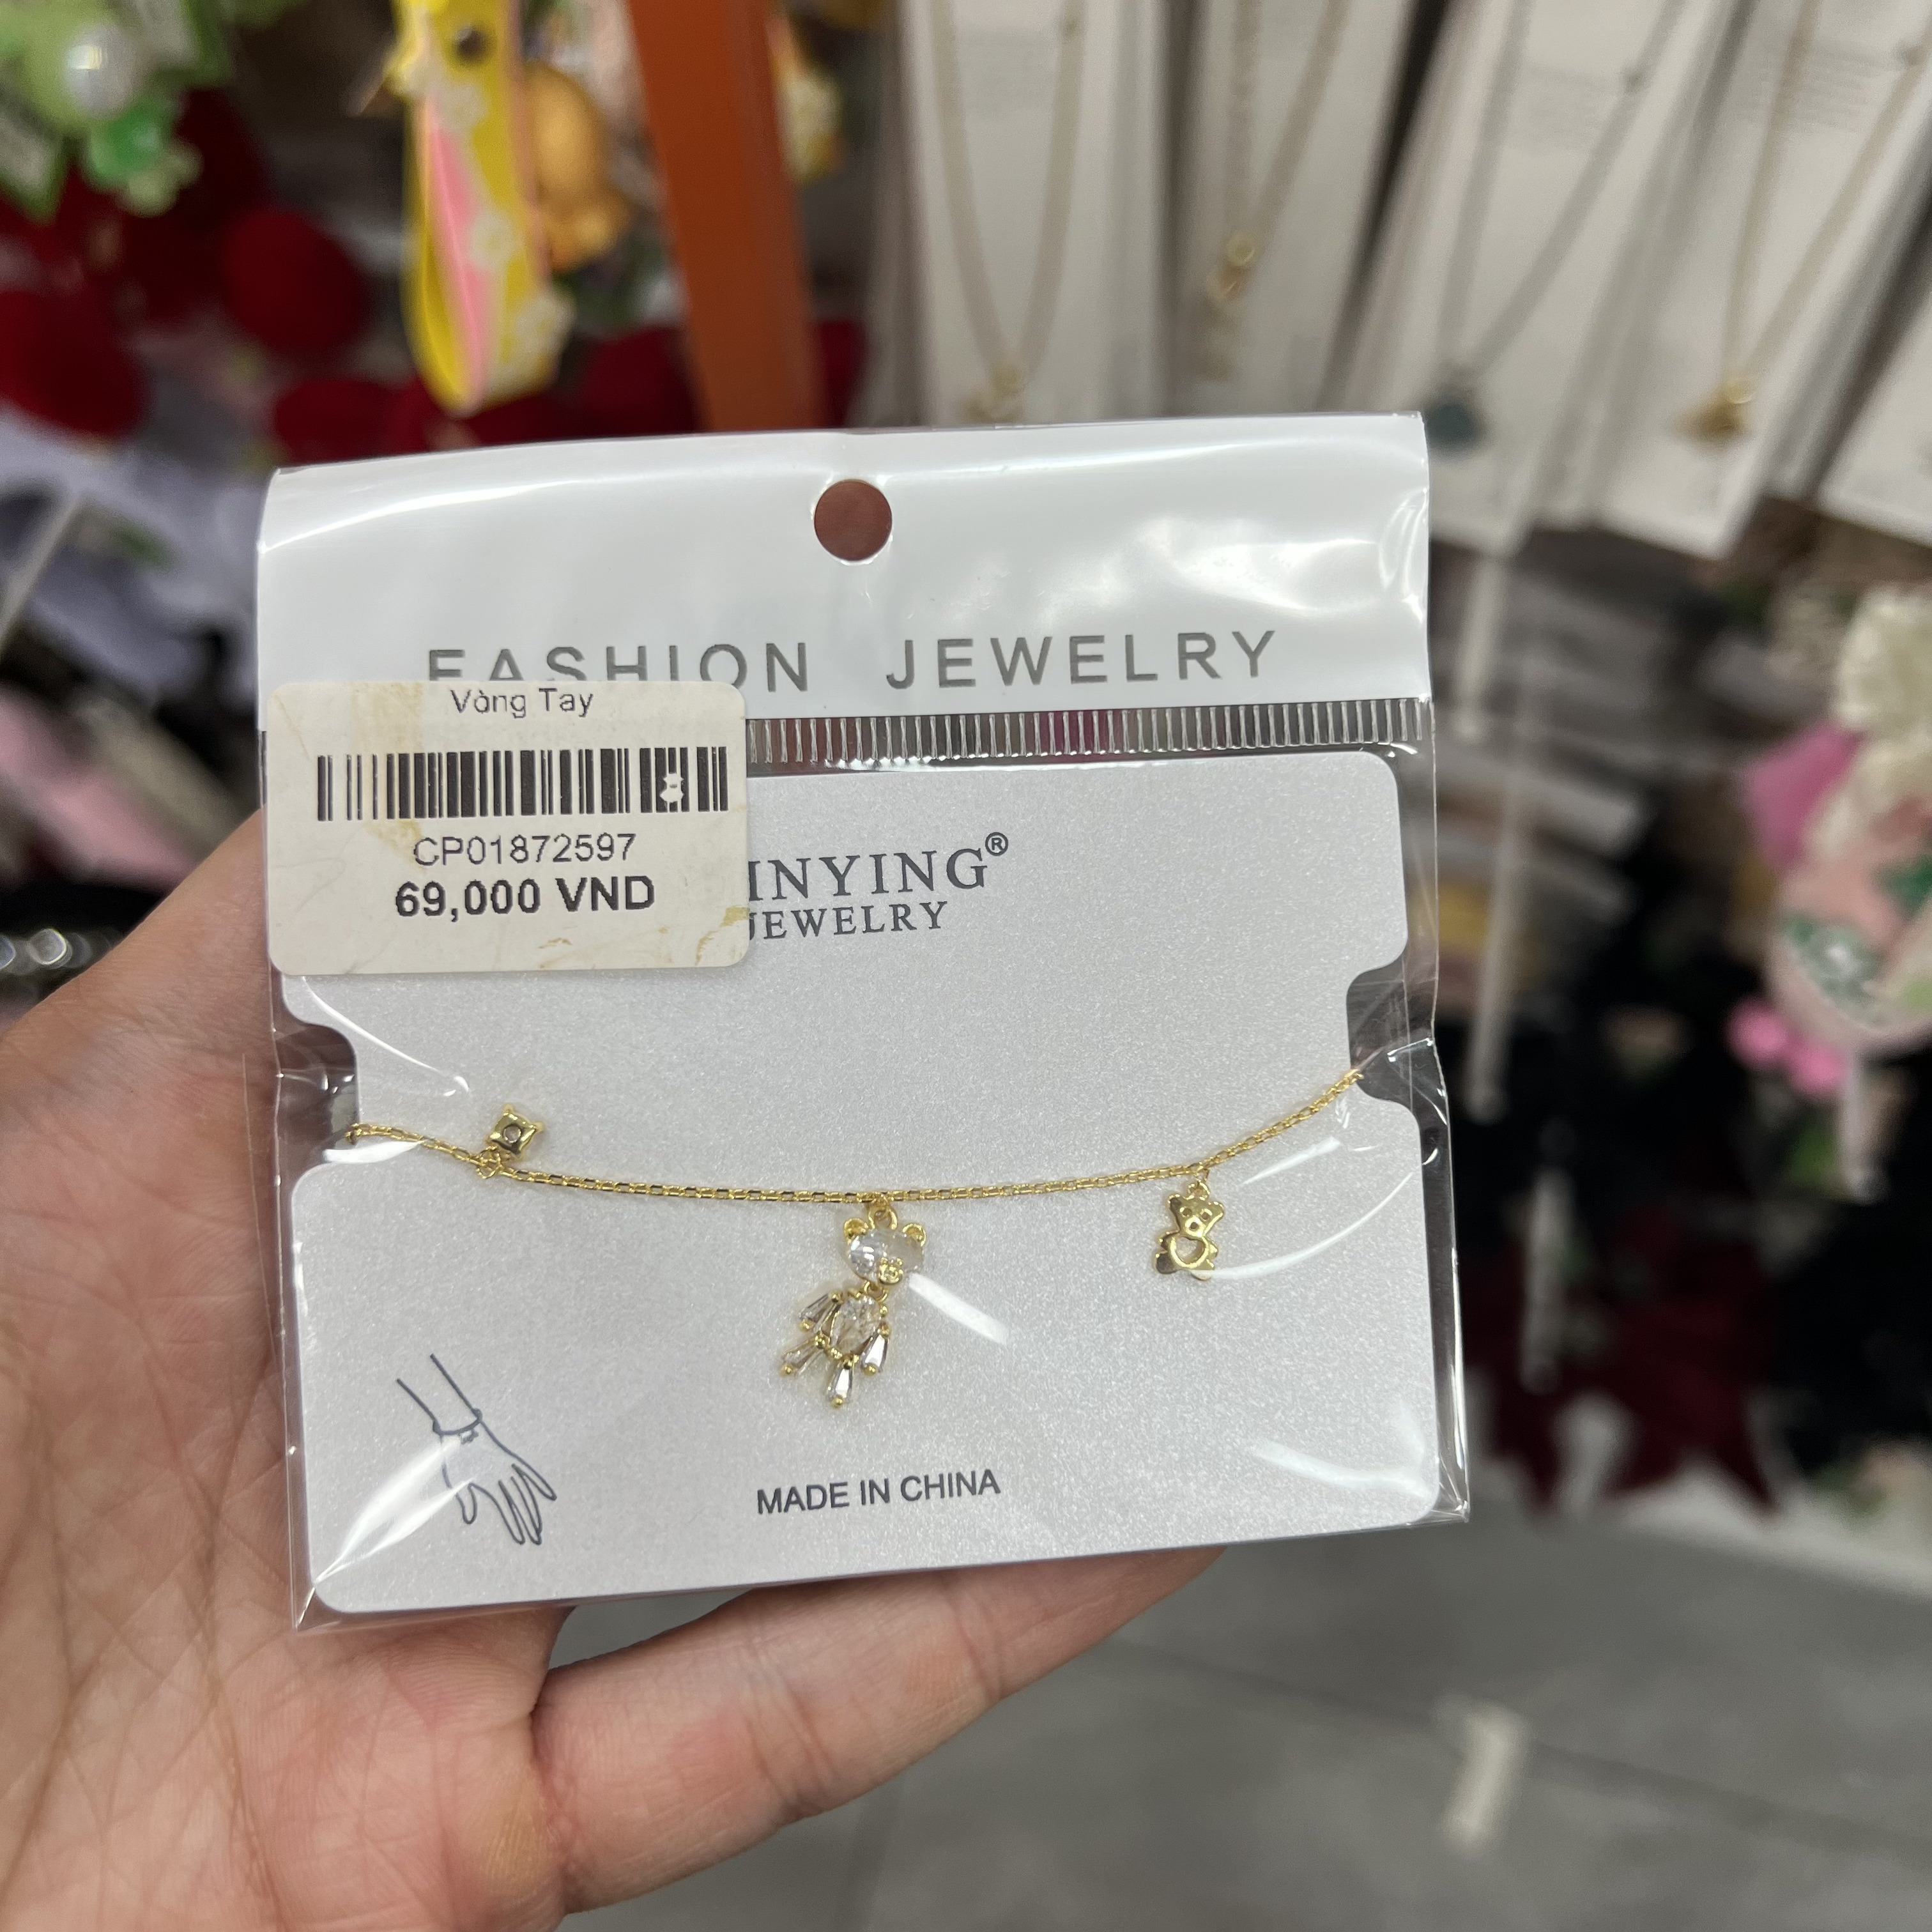 FASHION JEWELRY
Vòng Tay
CP01872597
69,000 VND
INYING®
JEWELRY
MADE IN CHINA